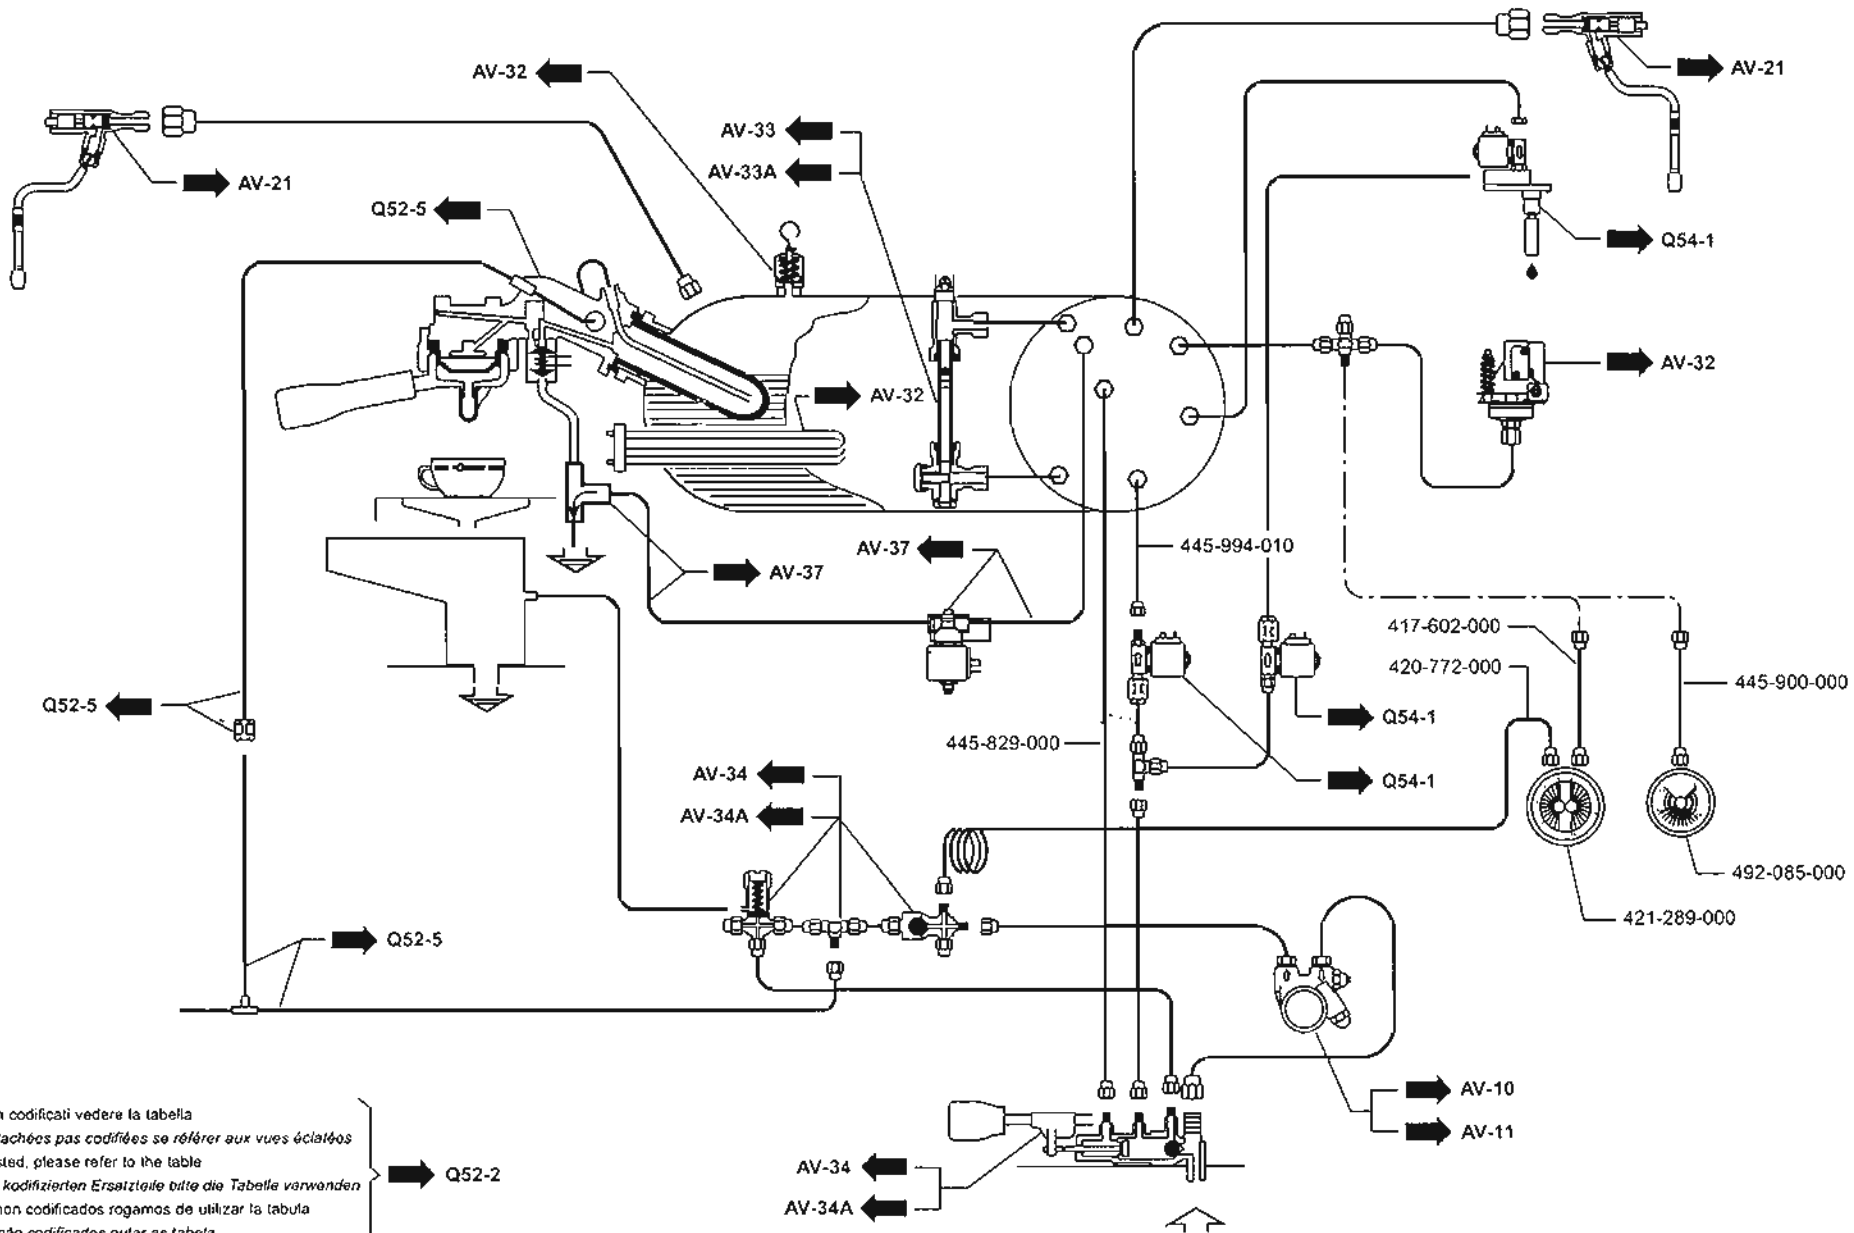 AV-32
AV-21
AV-33
AV-33A
AV-21
Q52-5
Q54-1
AV-32
AV-32
445-994-010
AV-37
AV-37
417-602-000
420-772-000
445-900-000
Q52-5
Q54-1
445-829-000
AV-34
Q54-1
AV-34A
492-085-000
421-289-000
Q52-5
AV-10
AV-11
codificati vedere la tabella
pas codifiées se référer aux vues éclatées
please refer to the table
kodifizierten Ersatzteile bitte die Tabelle verwenden
codificados rogamos de utilizar la tabula
Q52-2
AV-34
AV-34A